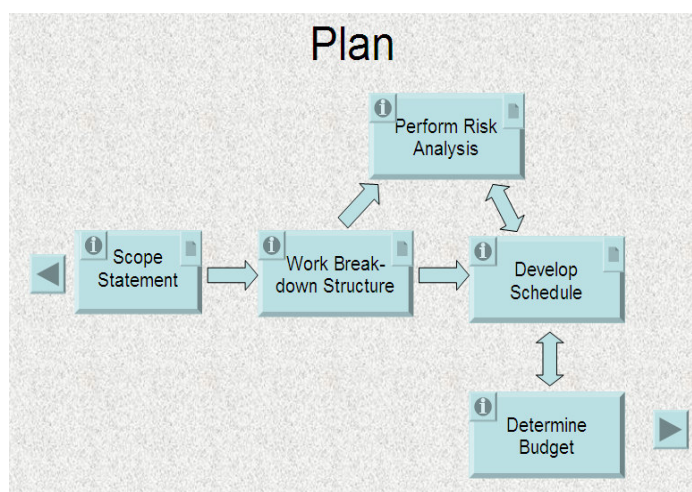 Plan
Perform Risk
Analysis
Scope
Statement
Work Break-
down Structure
Develop
Schedule
Determine
Budget